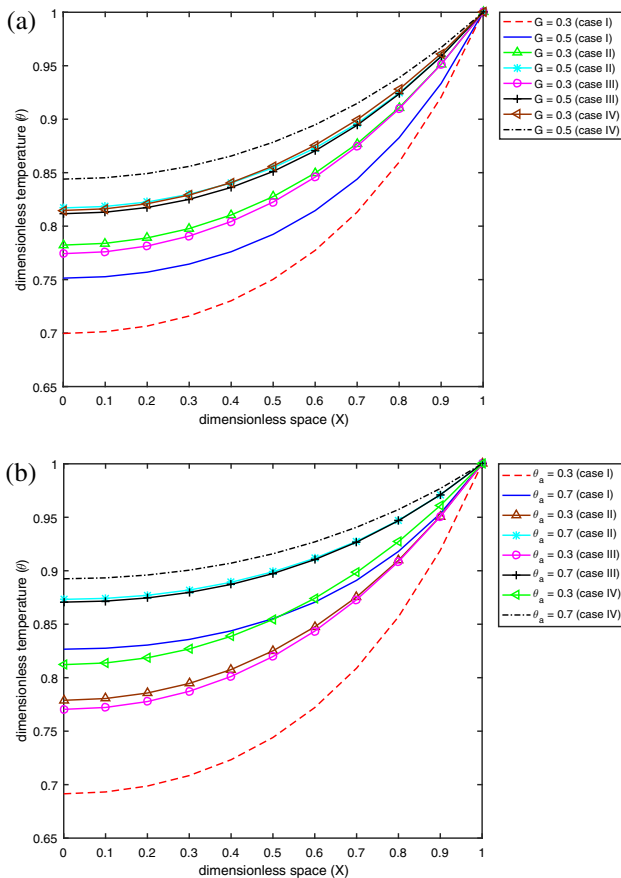 (a)
1
0.95
0.9
0.85
0.8
0.75
0.7
0.65
dimensionless temperature (θ)
0 0.1 0.2 0.3 0.4 0.5 0.6 0.7 0.8 0.9 1
dimensionless space (X)
G = 0.3 (case I)
G = 0.5 (case I)
G = 0.3 (case II)
G = 0.5 (case II)
G = 0.3 (case III)
G = 0.5 (case III)
G = 0.3 (case IV)
G = 0.5 (case IV)
(b)
1
0.95
0.9
0.85
0.8
0.75
0.7
0.65
dimensionless temperature (θ)
0 0.1 0.2 0.3 0.4 0.5 0.6 0.7 0.8 0.9 1
dimensionless space (X)
θa = 0.3 (case I)
θa = 0.7 (case I)
θa = 0.3 (case II)
θa = 0.7 (case II)
θa = 0.3 (case III)
θa = 0.7 (case III)
θa = 0.3 (case IV)
θa = 0.7 (case IV)